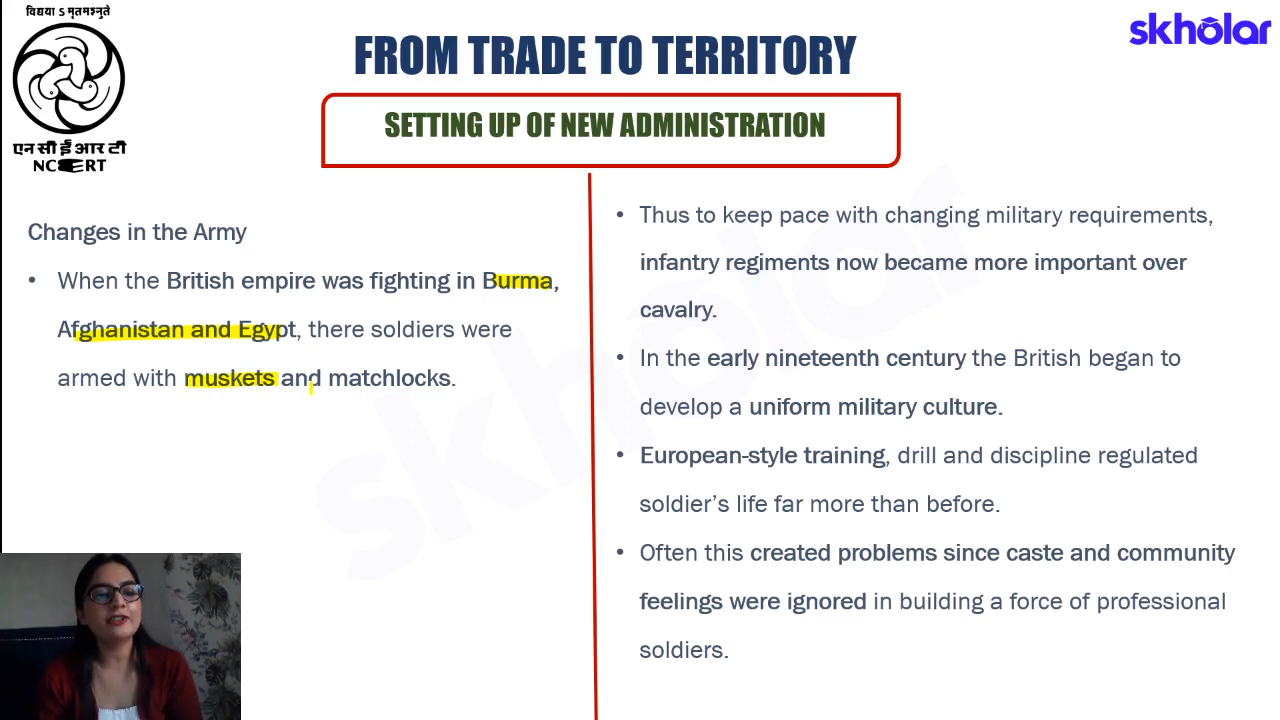 विद्यया ऽ मृतमश्नुते
एन सी ई आर टी
NCERT
skholar
FROM TRADE TO TERRITORY
SETTING UP OF NEW ADMINISTRATION
Changes in the Army
• When the British empire was fighting in Burma,
Afghanistan and Egypt, there soldiers were
armed with muskets and matchlocks.
• Thus to keep pace with changing military requirements,
infantry regiments now became more important over
cavalry.
• In the early nineteenth century the British began to
develop a uniform military culture.
• European-style training, drill and discipline regulated
soldier’s life far more than before.
• Often this created problems since caste and community
feelings were ignored in building a force of professional
soldiers.
skholar